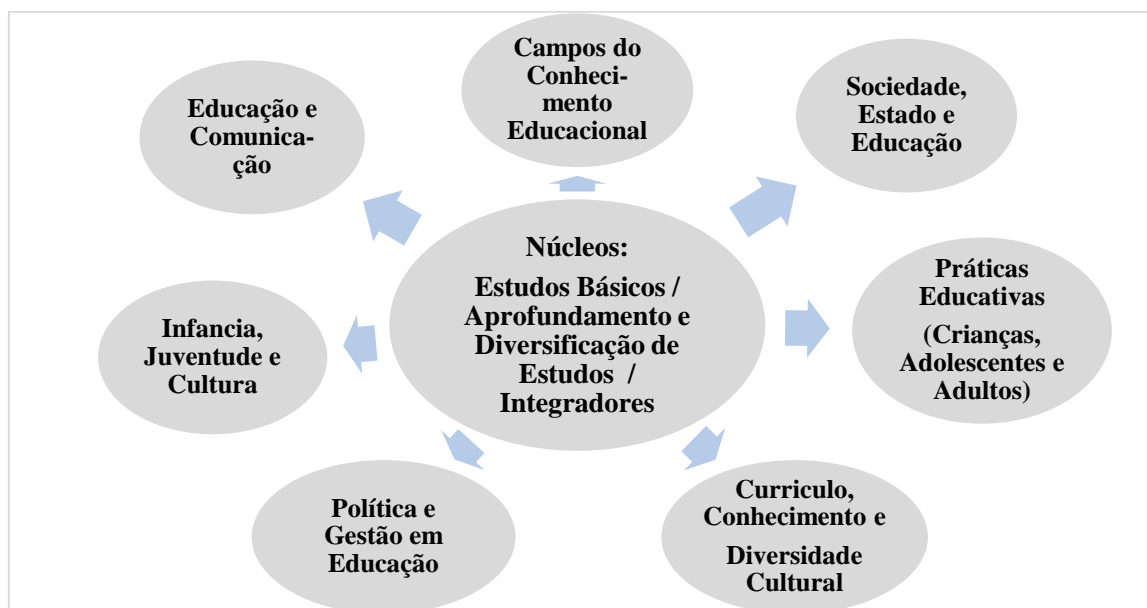 Campos do
Conheci-
mento
Educacional
Sociedade,
Estado e
Educação
Práticas
Educativas
(Crianças,
Adolescentes e
Adultos)
Curriculo,
Conhecimento e
Diversidade
Cultural
Política e
Gestão em
Educação
Infancia,
Juventude e
Cultura
Educação e
Comunica-
ção
Núcleos:
Estudos Básicos /
Aprofundamento e
Diversificação de
Estudos /
Integradores